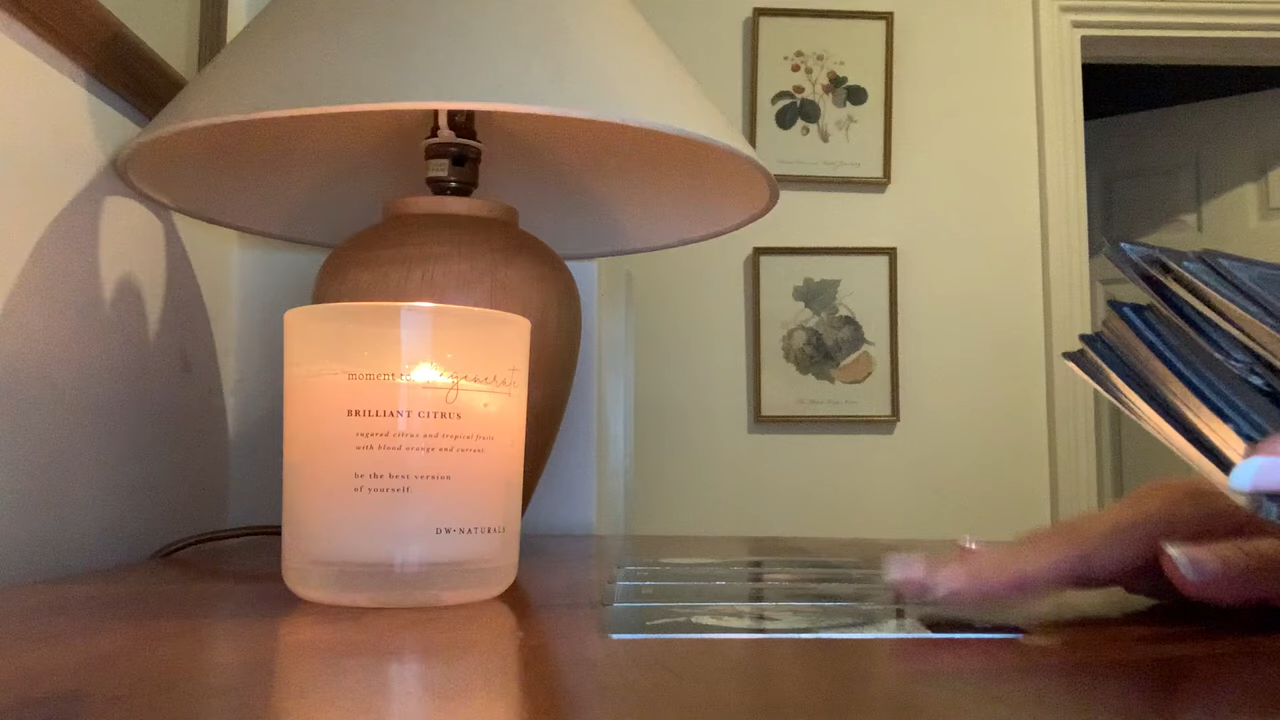 moment to: Regenerate
BRILLIANT CITRUS
sugared citrus and tropical fruits
with blood orange and currant.
be the best version
of yourself.
DW•NATURALS